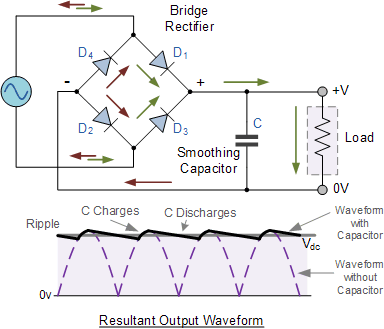 Bridge
Rectifier
D4
D1
-
+
+V
D2
D3
C
Load
Smoothing
Capacitor
0V
Ripple
C Charges
C Discharges
Waveform
with
Capacitor
Vdc
Waveform
without
Capacitor
0v
Resultant Output Waveform